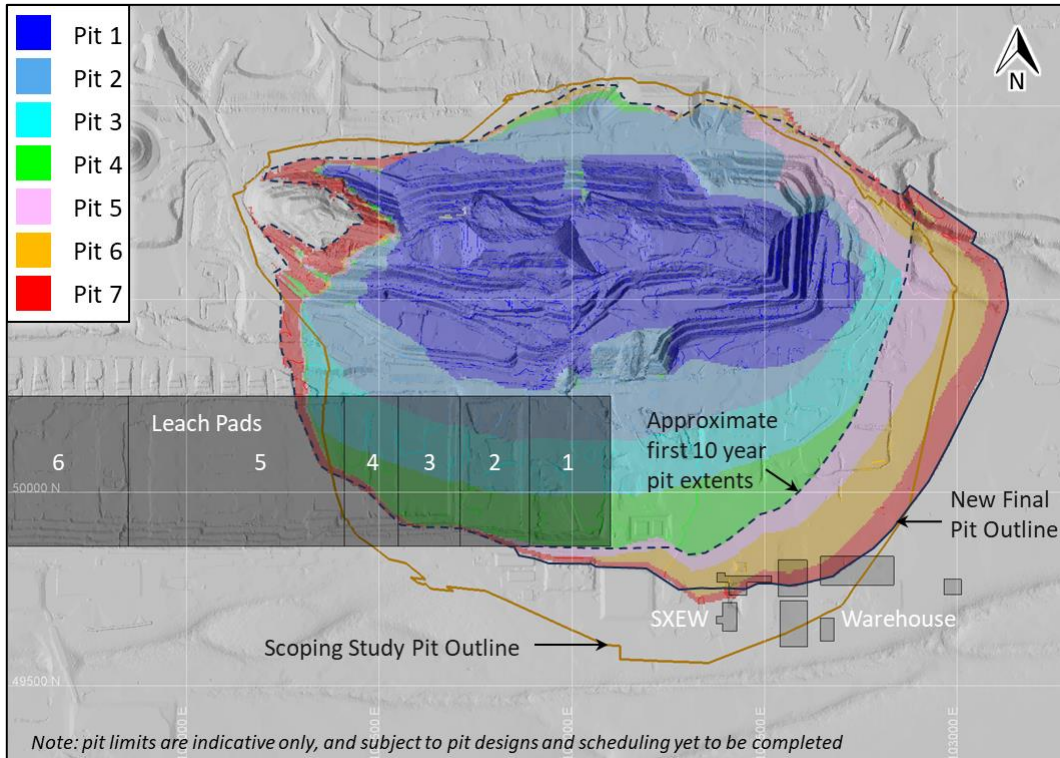 Pit 1
Pit 2
Pit 3
Pit 4
Pit 5
Pit 6
Pit 7
N
Leach Pads
6
5
4
3
2
1
Approximate
first 10 year
pit extents
50000 N
New Final
Pit Outline
SXEW
Warehouse
Scoping Study Pit Outline
49500 N
Note: pit limits are indicative only, and subject to pit designs and scheduling yet to be completed